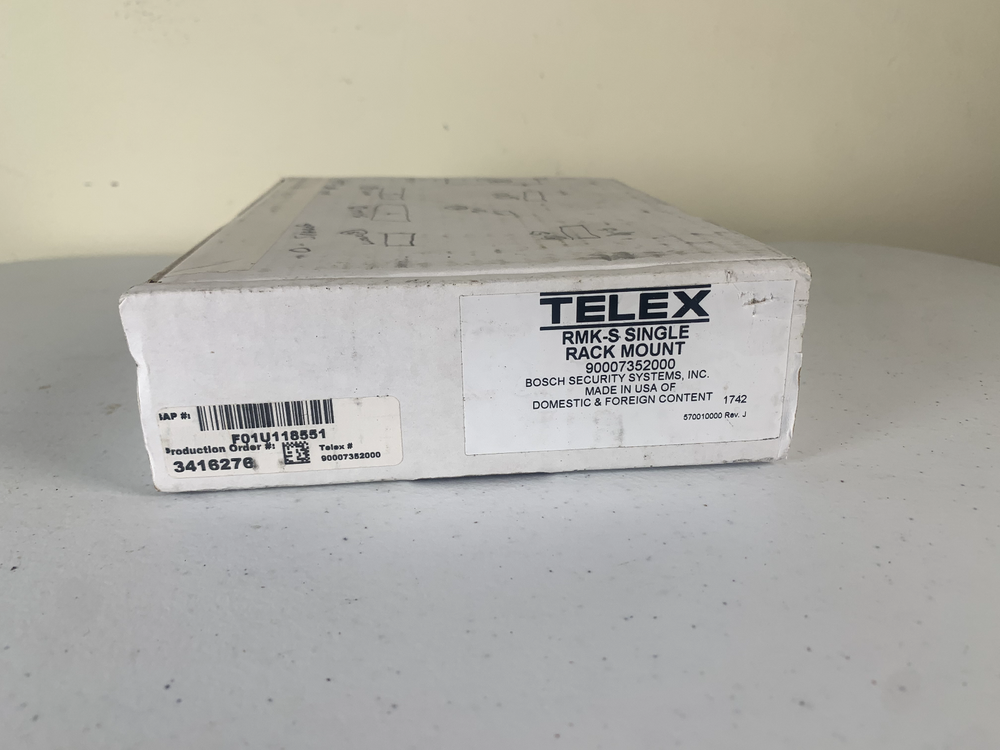 TELEX
RMK-S SINGLE
RACK MOUNT
90007352000
BOSCH SECURITY SYSTEMS, INC.
MADE IN USA OF
DOMESTIC & FOREIGN CONTENT 1742
570010000 Rev. J
SAP #:
F01U118551
Production Order #: Telex #
3416276 90007352000